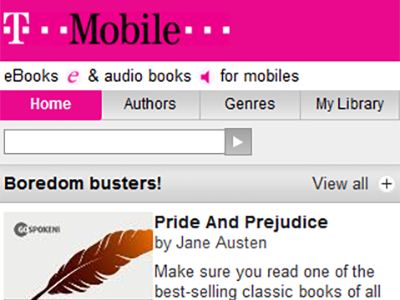 T··Mobile···
eBooks e & audio books for mobiles
Home Authors Genres My Library
Boredom busters! View all +
GOSPOKEN!
Pride And Prejudice
by Jane Austen
Make sure you read one of the
best-selling classic books of all